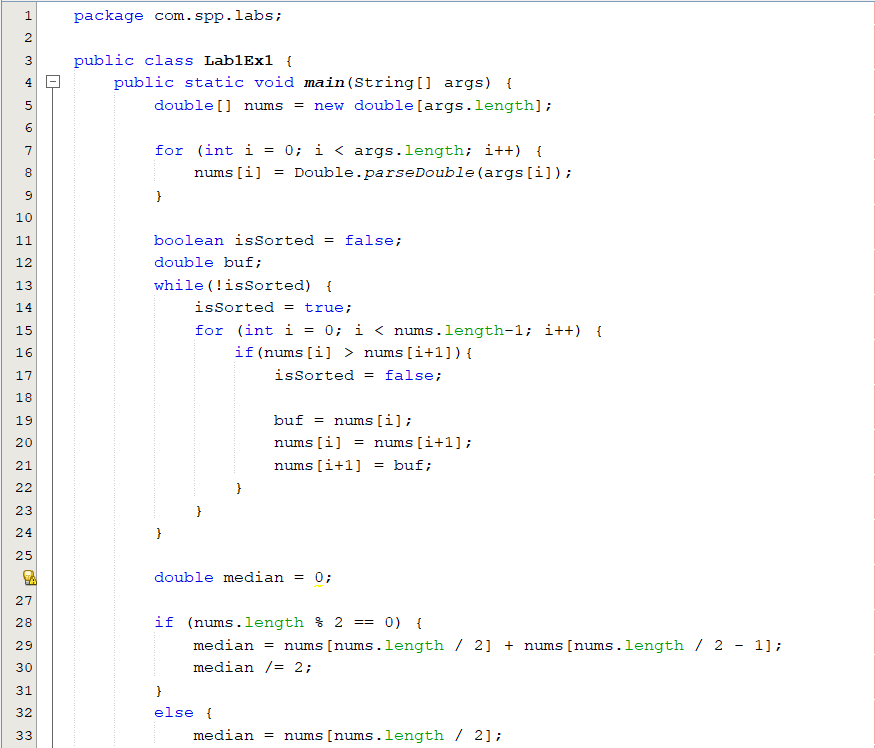 1 package com.spp.labs;
2
3 public class Lab1Ex1 {
4 public static void main(String[] args) {
5 double[] nums = new double[args.length];
6
7 for (int i = 0; i < args.length; i++) {
8 nums[i] = Double.parseDouble(args[i]);
9 }
10
11 boolean isSorted = false;
12 double buf;
13 while(!isSorted) {
14 isSorted = true;
15 for (int i = 0; i < nums.length-1; i++) {
16 if(nums[i] > nums[i+1]){
17 isSorted = false;
18
19 buf = nums[i];
20 nums[i] = nums[i+1];
21 nums[i+1] = buf;
22 }
23 }
24 }
25
double median = 0;
27
28 if (nums.length % 2 == 0) {
29 median = nums[nums.length / 2] + nums[nums.length / 2 - 1];
30 median /= 2;
31 }
32 else {
33 median = nums[nums.length / 2];